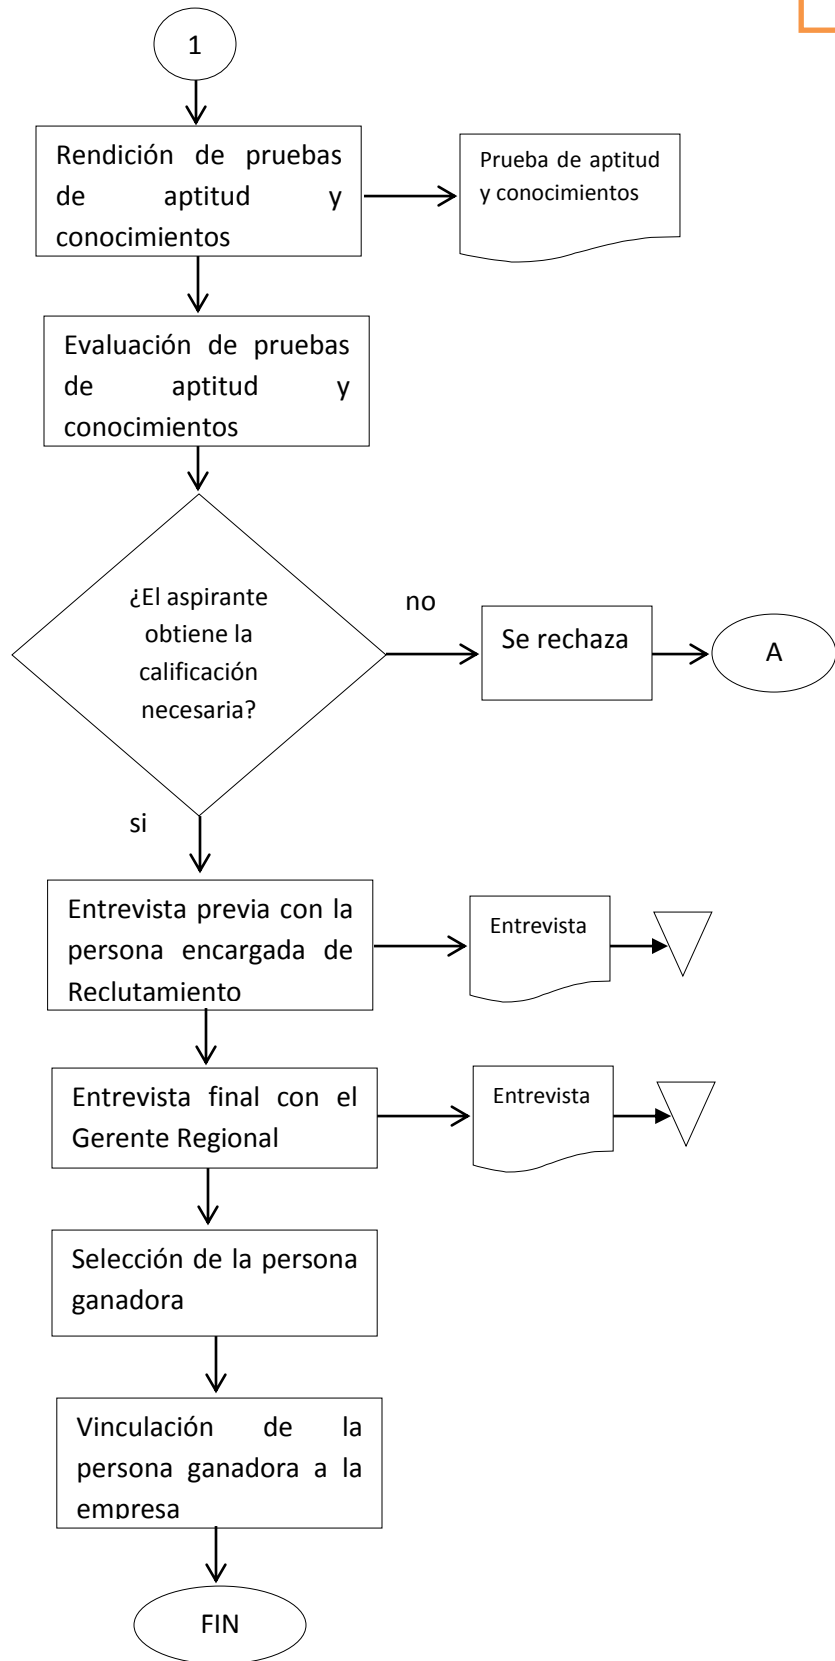 1
Rendición de pruebas
de aptitud y
conocimientos
Prueba de aptitud
y conocimientos
Evaluación de pruebas
de aptitud y
conocimientos
¿El aspirante
obtiene la
calificación
necesaria?
no
Se rechaza
A
si
Entrevista previa con la
persona encargada de
Reclutamiento
Entrevista
Entrevista final con el
Gerente Regional
Entrevista
Selección de la persona
ganadora
Vinculación de la
persona ganadora a la
empresa
FIN